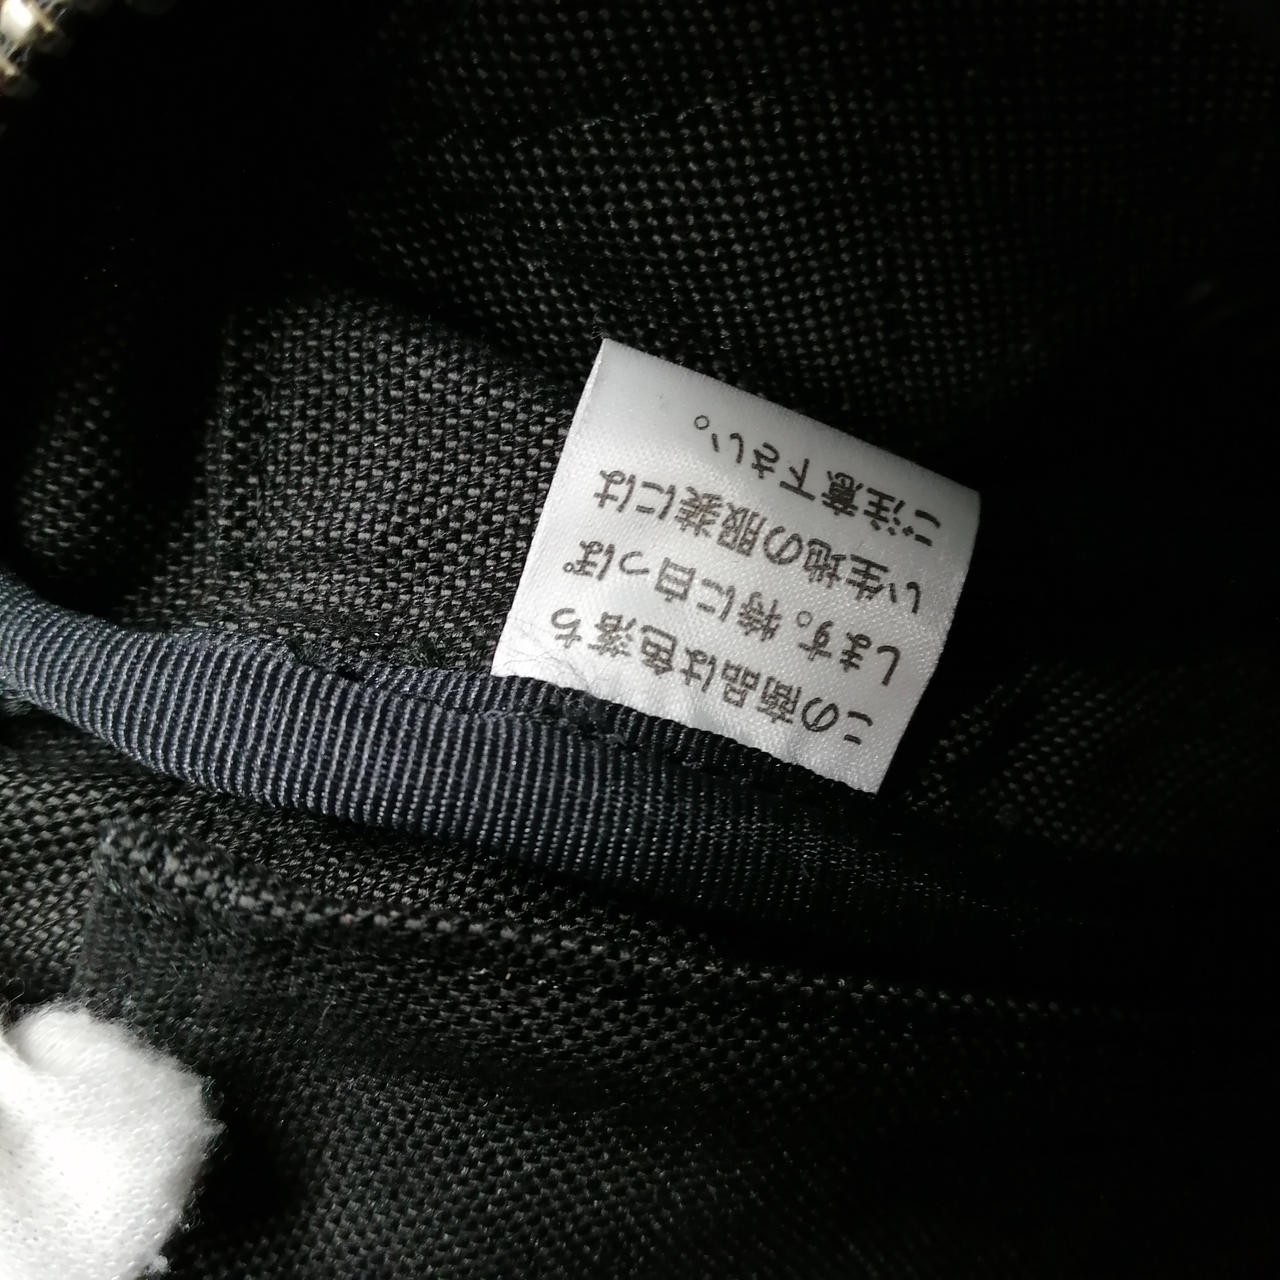 この商品は色落ち
します。特に白っぽ
い生地の服装には
ご注意下さい。